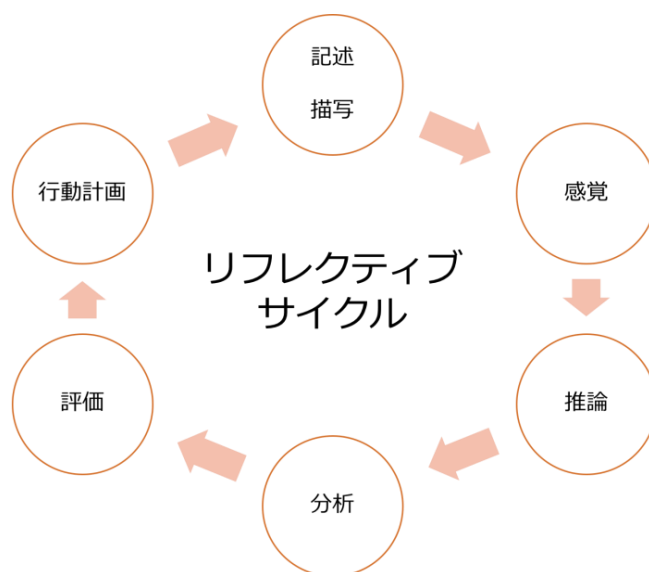 記述
描写
感覚
推論
分析
評価
行動計画
リフレクティブ
サイクル